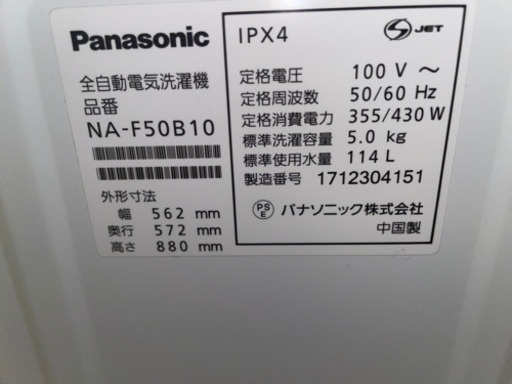 Panasonic
全自動電気洗濯機
品番
NA-F50B10
外形寸法
幅 562 mm
奥行 572 mm
高さ 880 mm
IPX4
S JET
定格電圧 100 V ～
定格周波数 50/60 Hz
定格消費電力 355/430 W
標準洗濯容量 5.0 kg
標準使用水量 114 L
製造番号 1712304151
PS E パナソニック株式会社
中国製